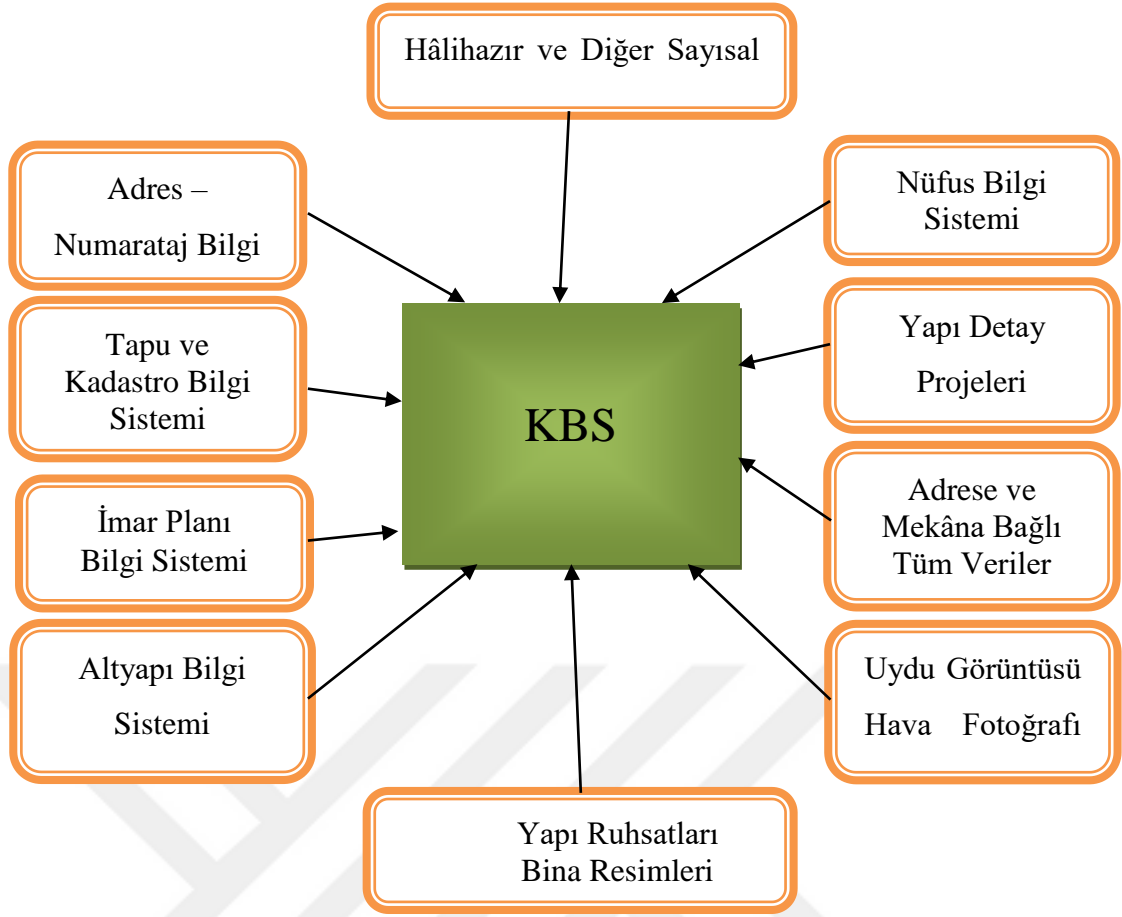 Hâlihazır ve Diğer Sayısal
Adres –
Numarataj Bilgi
Nüfus Bilgi
Sistemi
Tapu ve
Kadastro Bilgi
Sistemi
Yapı Detay
Projeleri
KBS
İmar Planı
Bilgi Sistemi
Adrese ve
Mekâna Bağlı
Tüm Veriler
Altyapı Bilgi
Sistemi
Uydu Görüntüsü
Hava Fotoğrafı
Yapı Ruhsatları
Bina Resimleri